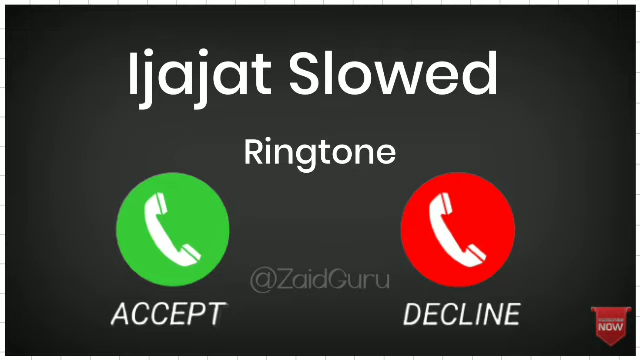 Ijajat Slowed
Ringtone
@ZaidGuru
ACCEPT
DECLINE
NOW